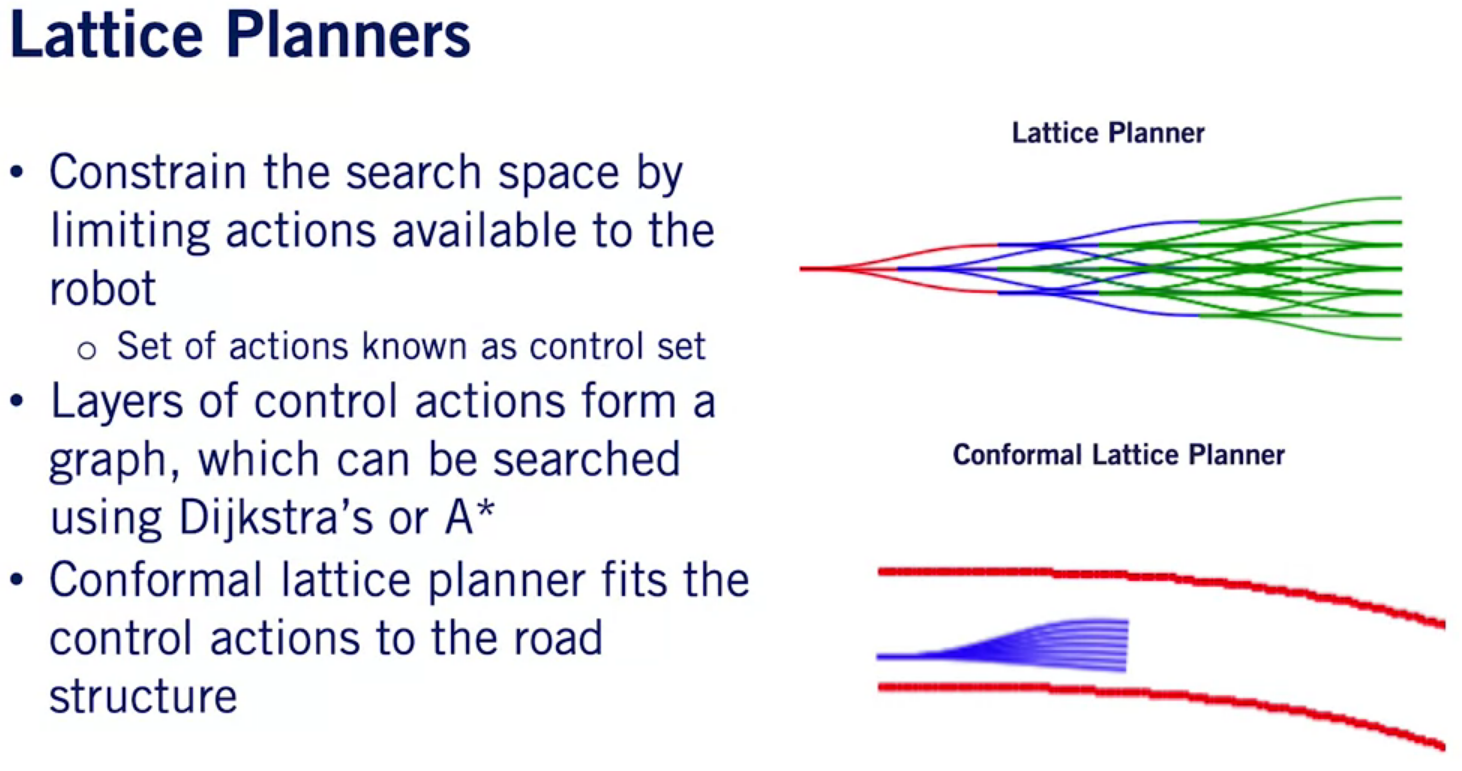 Lattice Planners
• Constrain the search space by
limiting actions available to the
robot
o Set of actions known as control set
• Layers of control actions form a
graph, which can be searched
using Dijkstra's or A*
• Conformal lattice planner fits the
control actions to the road
structure
Lattice Planner
Conformal Lattice Planner